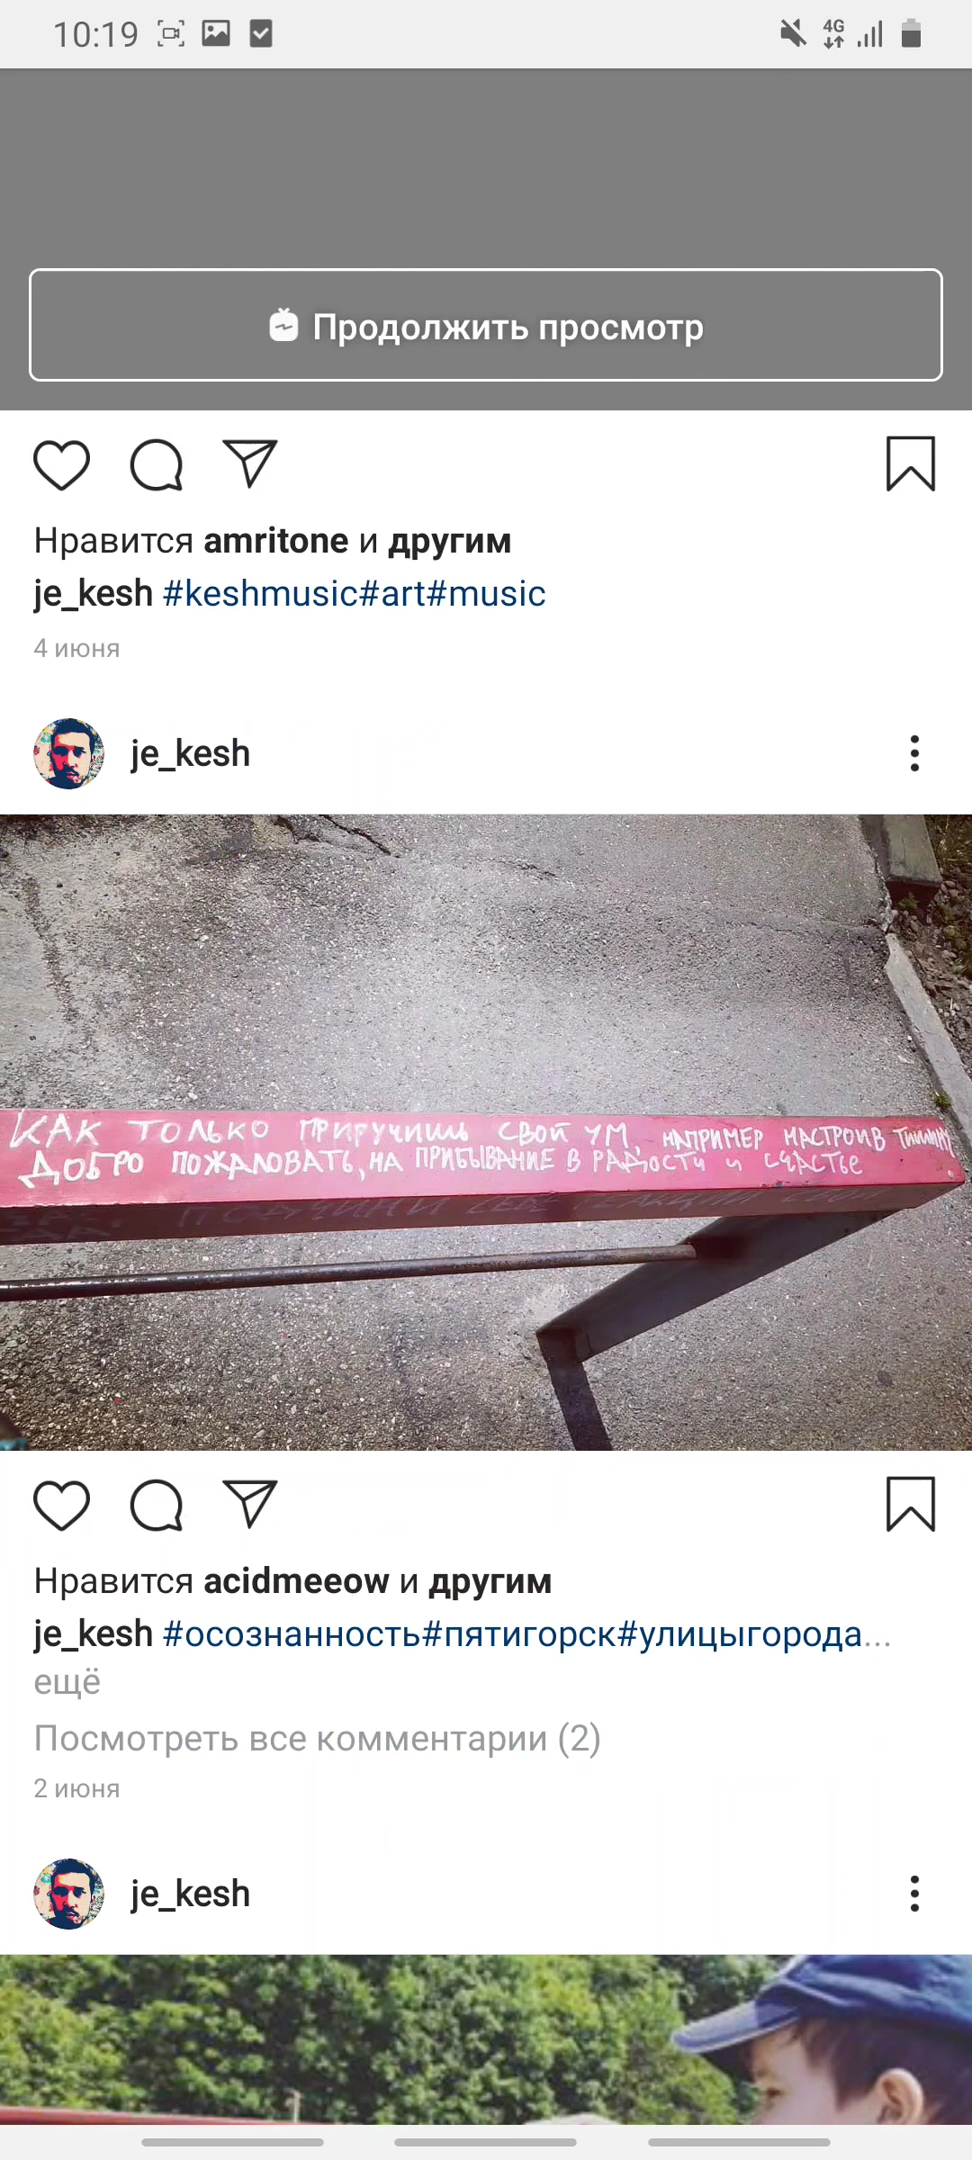 10:19
4G
Продолжить просмотр
Нравится amritone и другим
je_kesh #keshmusic#art#music
4 июня
je_kesh
КАК ТОЛЬКО ПРИРУЧИШЬ СВОЙ УМ, НАПРИМЕР НАСТРОИВ
ДОБРО ПОЖАЛОВАТЬ, НА ПРИБЫВАНИЕ В РАДОСТИ И СЧАСТЬЕ
Нравится acidmeeow и другим
je_kesh #осознанность#пятигорск#улицыгорода...
ещё
Посмотреть все комментарии (2)
2 июня
je_kesh